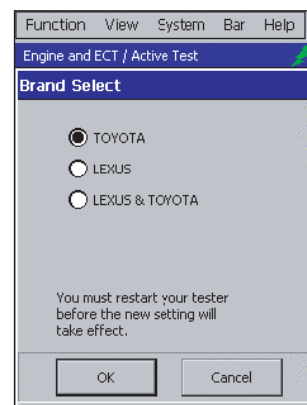 Function View System Bar Help
Engine and ECT / Active Test
Brand Select
TOYOTA
LEXUS
LEXUS & TOYOTA
You must restart your tester
before the new setting will
take effect.
OK Cancel